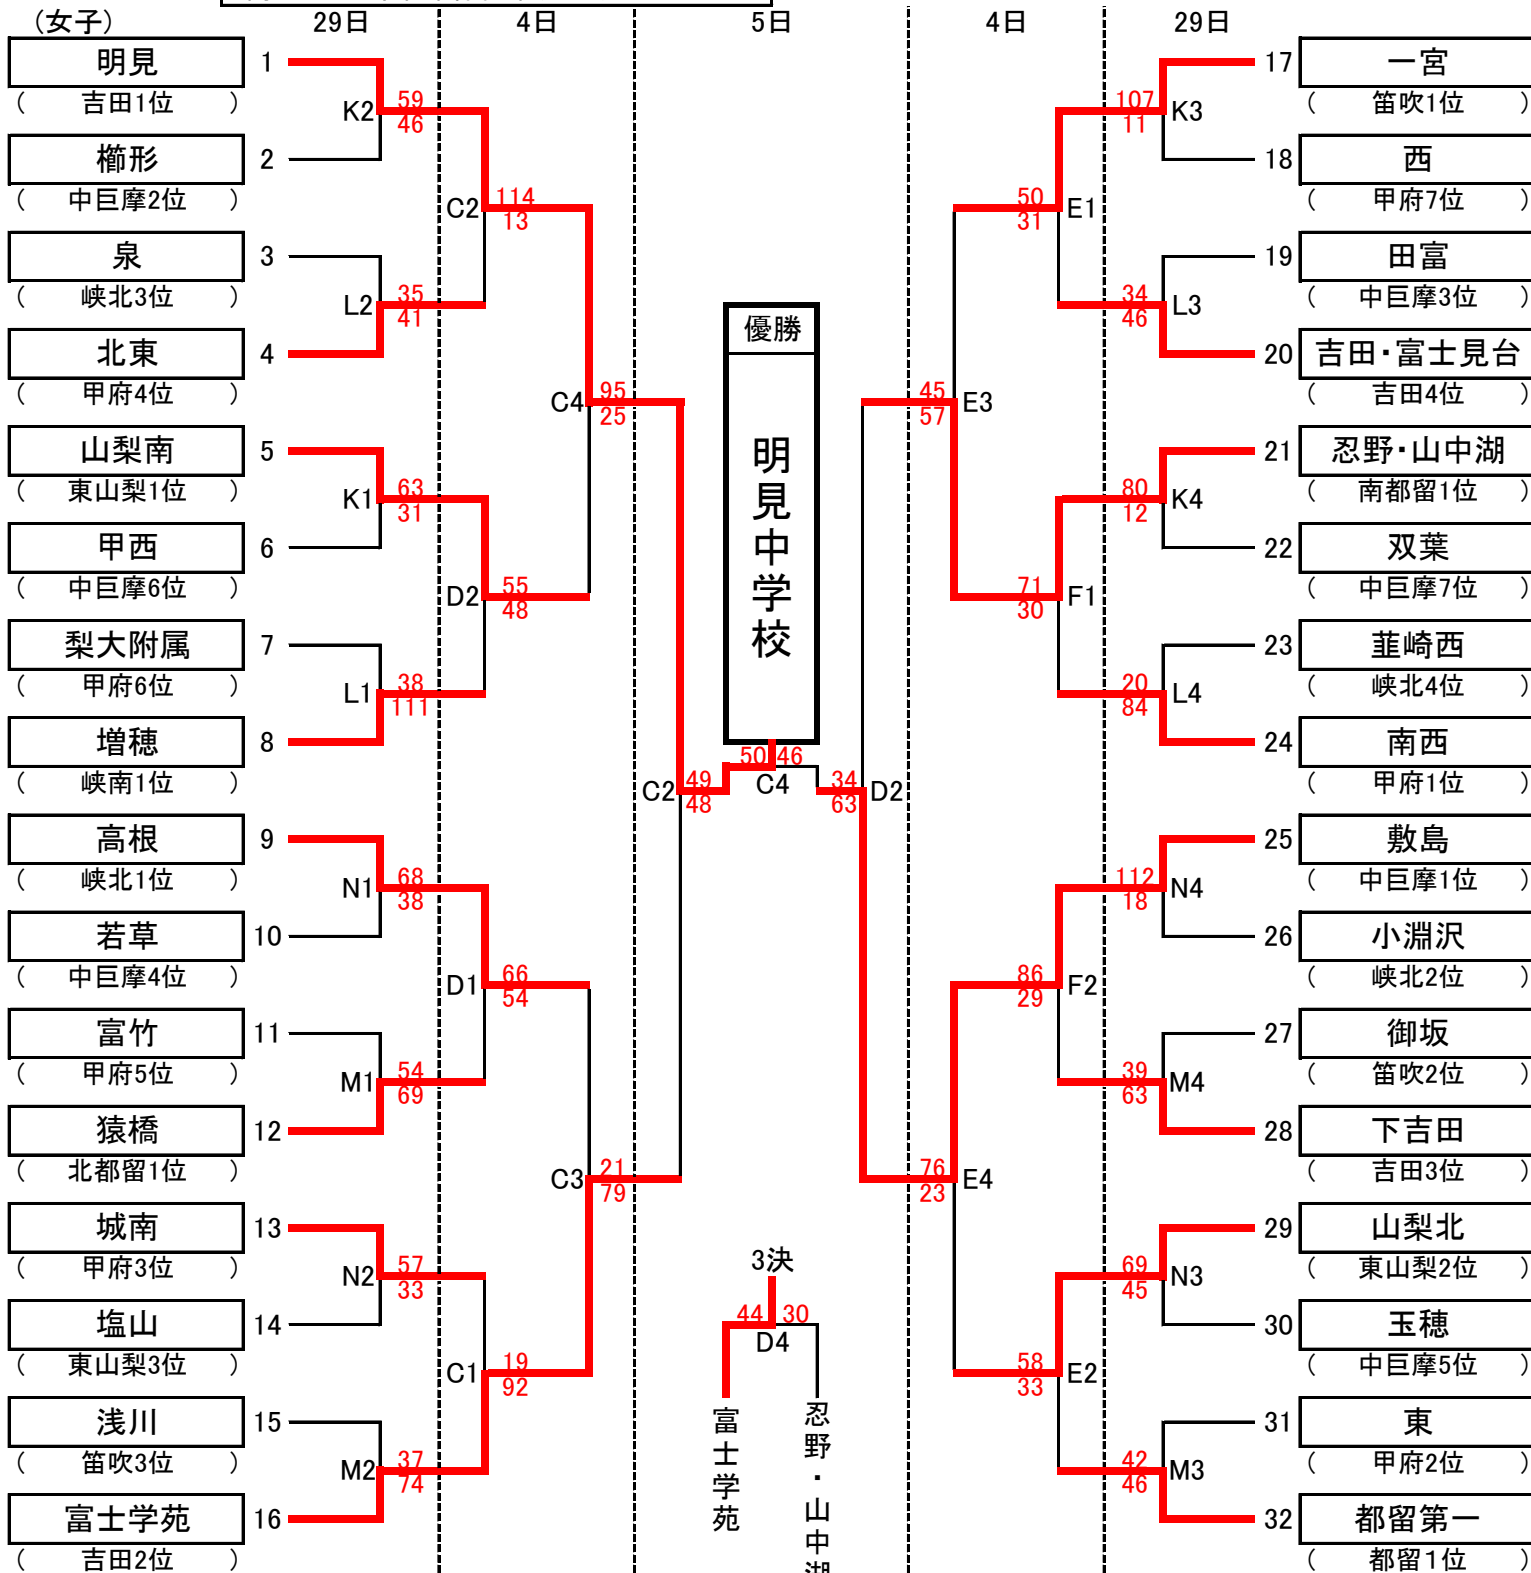 (女子)
29日 4日 5日 4日 29日
明見 1 17 一宮
( 吉田1位 ) K2 59 107 K3 ( 笛吹1位 )
46 11
櫛形 2 18 西
( 中巨摩2位 ) C2 114 50 E1 ( 甲府7位 )
13 31
泉 3 19 田富
( 峡北3位 ) L2 35 34 L3 ( 中巨摩3位 )
41 46
優勝
北東 4 20 吉田・富士見台
( 甲府4位 ) C4 95 45 E3 ( 吉田4位 )
25 57
明見中学校
山梨南 5 21 忍野・山中湖
( 東山梨1位 ) K1 63 80 K4 ( 南都留1位 )
31 12
甲西 6 22 双葉
( 中巨摩6位 ) D2 55 71 F1 ( 中巨摩7位 )
48 30
梨大附属 7 23 韮崎西
( 甲府6位 ) L1 38 20 L4 ( 峡北4位 )
111 84
増穂 8 24 南西
50 46
( 峡南1位 ) C2 49 C4 34 D2 ( 甲府1位 )
48 63
高根 9 25 敷島
( 峡北1位 ) N1 68 112 N4 ( 中巨摩1位 )
38 18
若草 10 26 小淵沢
( 中巨摩4位 ) D1 66 86 F2 ( 峡北2位 )
54 29
富竹 11 27 御坂
( 甲府5位 ) M1 54 39 M4 ( 笛吹2位 )
69 63
猿橋 12 28 下吉田
( 北都留1位 ) C3 21 76 E4 ( 吉田3位 )
79 23
城南 13 29 山梨北
( 甲府3位 ) N2 57 3決 69 N3 ( 東山梨2位 )
33 45
塩山 14 44 30 30 玉穂
D4
( 東山梨3位 ) C1 19 58 E2 ( 中巨摩5位 )
92 33
浅川 15 31 東
( 笛吹3位 ) M2 37 42 M3 ( 甲府2位 )
74 46
富士学苑 忍野・山中湖
富士学苑 16 32 都留第一
( 吉田2位 ) ( 都留1位 )